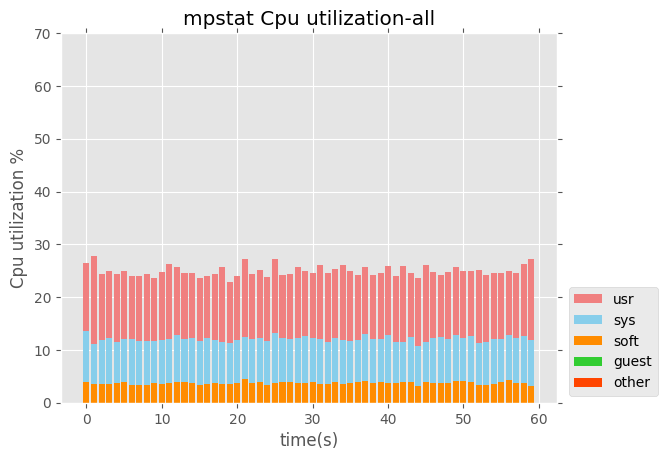 mpstat Cpu utilization-all
Cpu utilization %
70
60
50
40
30
20
10
0
0 10 20 30 40 50 60
time(s)
usr
sys
soft
guest
other